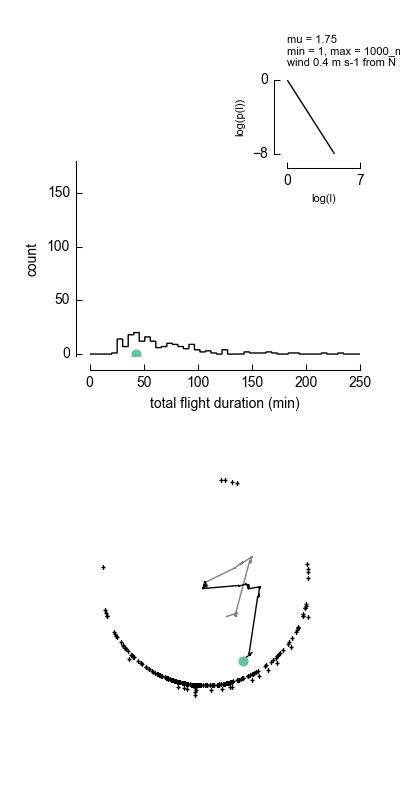 mu = 1.75
min = 1, max = 1000_m
wind 0.4 m s-1 from N
0
log(p(l))
−8
0
7
log(l)
150
100
50
0
count
0
50
100
150
200
250
total flight duration (min)